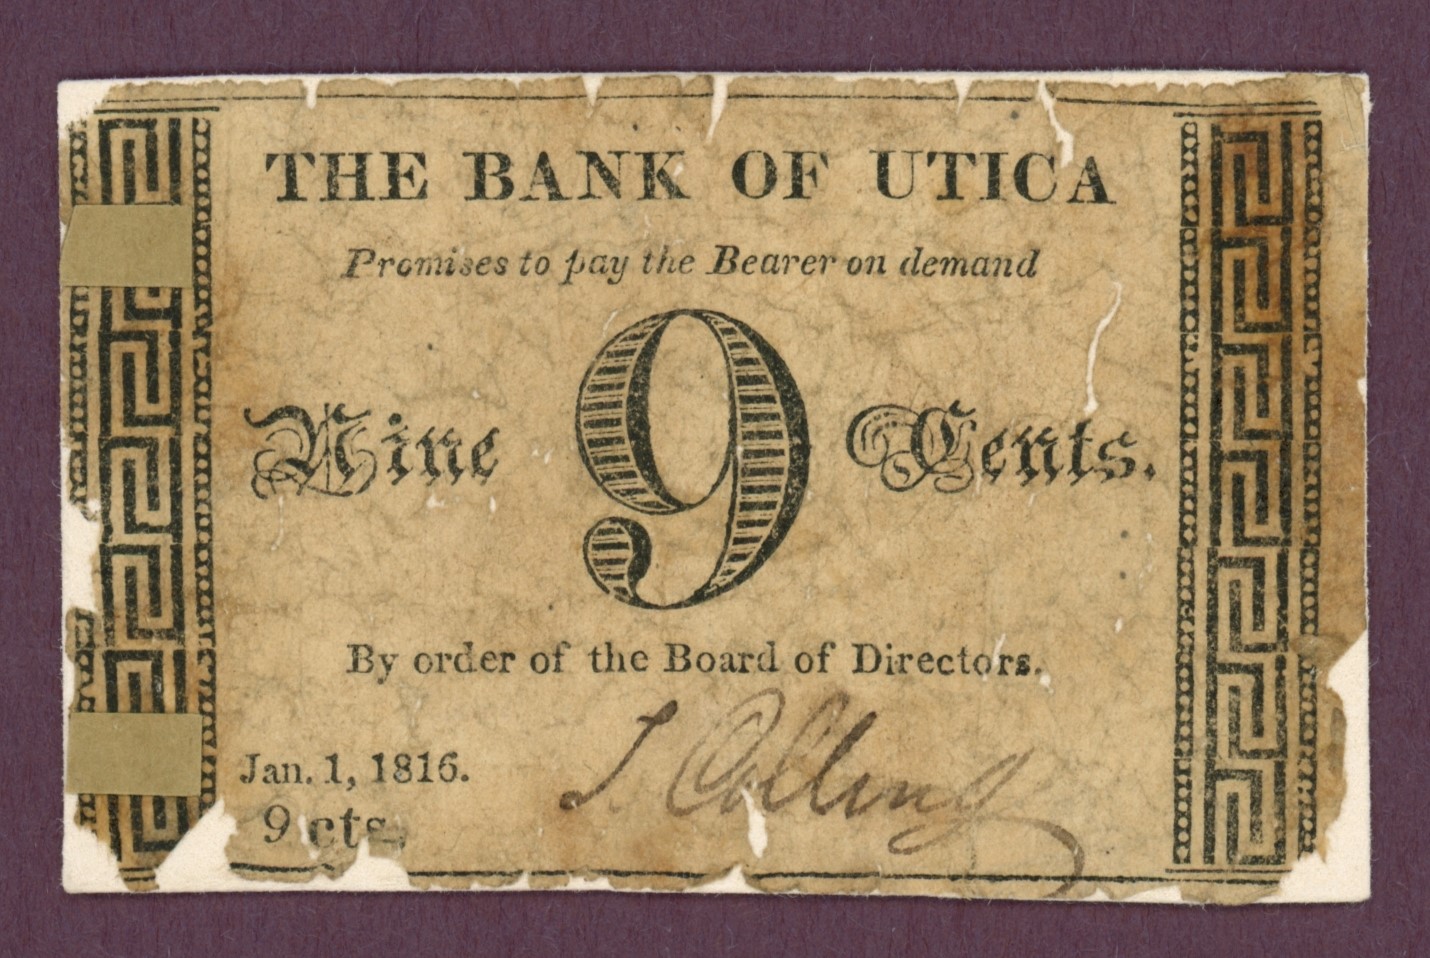 THE BANK OF UTICA
Promises to pay the Bearer on demand
Nine 9 Cents.
By order of the Board of Directors.
Jan. 1, 1816.
9 cts.